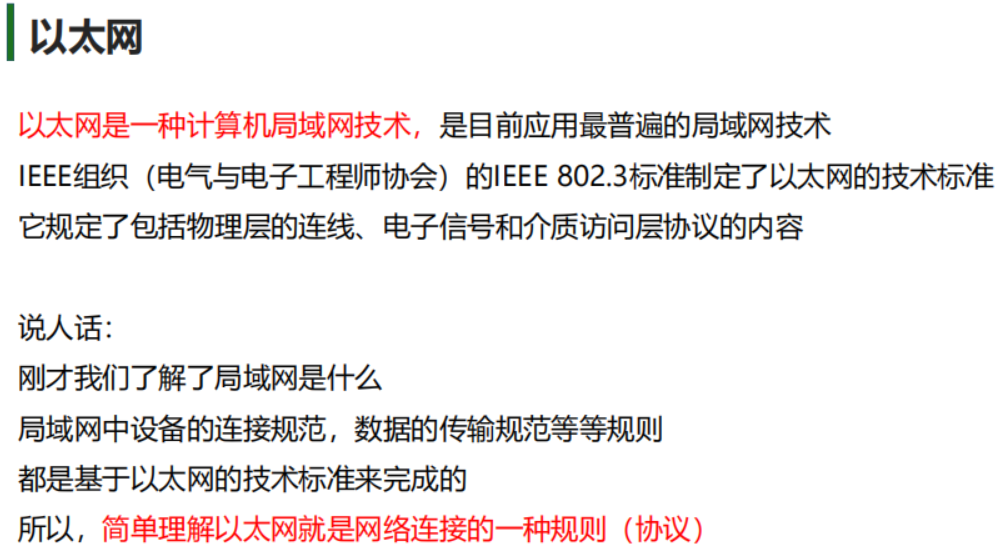 以太网
以太网是一种计算机局域网技术，是目前应用最普遍的局域网技术
IEEE组织（电气与电子工程师协会）的IEEE 802.3标准制定了以太网的技术标准
它规定了包括物理层的连线、电子信号和介质访问层协议的内容
说人话：
刚才我们了解了局域网是什么
局域网中设备的连接规范，数据的传输规范等等规则
都是基于以太网的技术标准来完成的
所以，简单理解以太网就是网络连接的一种规则（协议）